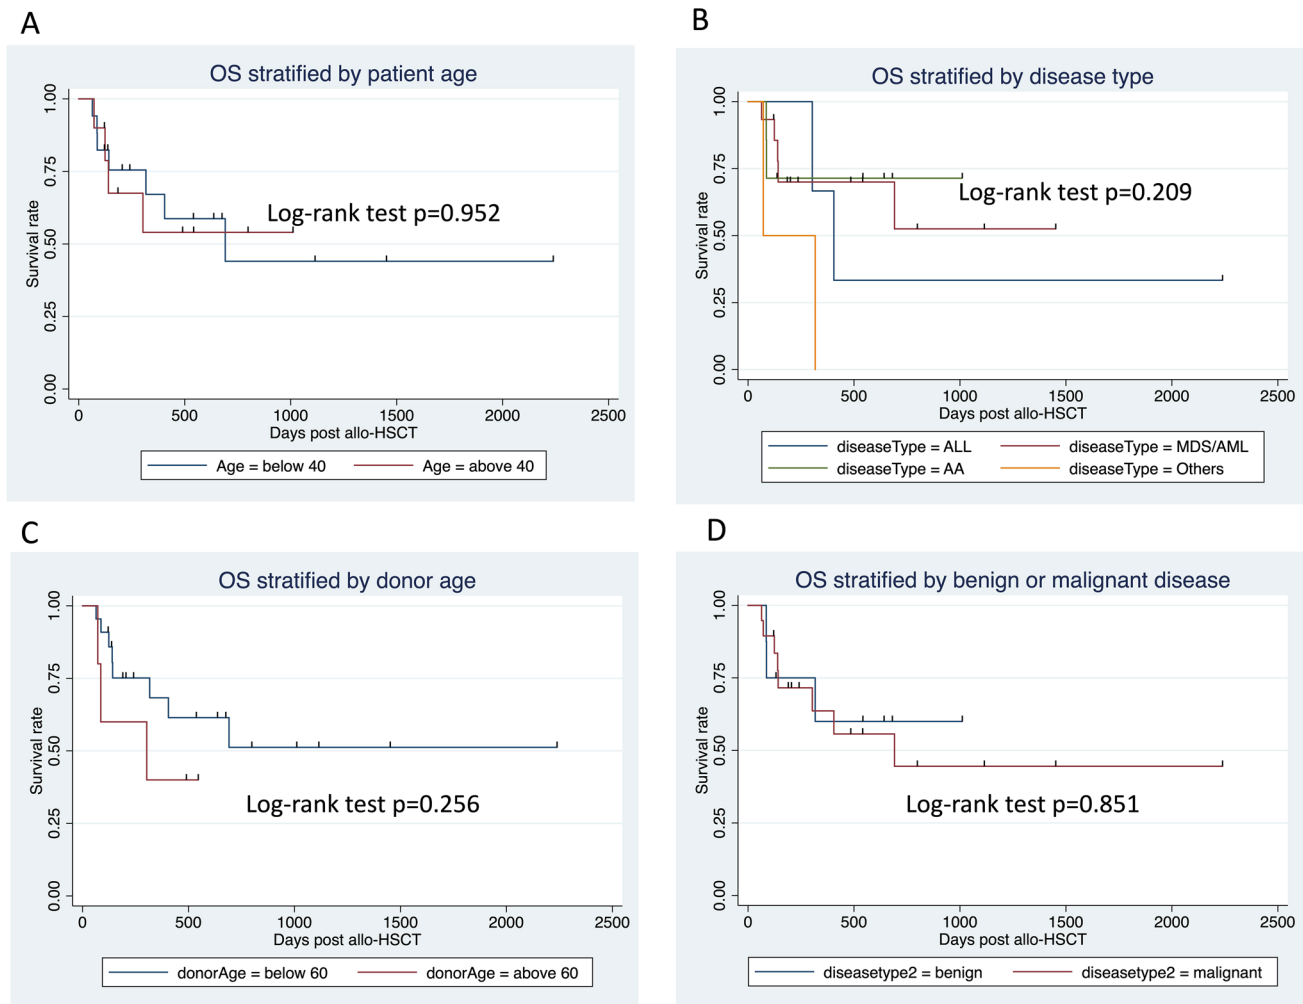 A
OS stratified by patient age
Survival rate
1.00
0.75
0.50
0.25
0.00
Log-rank test p=0.952
0 500 1000 1500 2000 2500
Days post allo-HSCT
Age = below 40 Age = above 40
B
OS stratified by disease type
Survival rate
1.00
0.75
0.50
0.25
0.00
Log-rank test p=0.209
0 500 1000 1500 2000 2500
Days post allo-HSCT
diseaseType = ALL diseaseType = MDS/AML
diseaseType = AA diseaseType = Others
C
OS stratified by donor age
Survival rate
1.00
0.75
0.50
0.25
0.00
Log-rank test p=0.256
0 500 1000 1500 2000 2500
Days post allo-HSCT
donorAge = below 60 donorAge = above 60
D
OS stratified by benign or malignant disease
Survival rate
1.00
0.75
0.50
0.25
0.00
Log-rank test p=0.851
0 500 1000 1500 2000 2500
Days post allo-HSCT
diseasetype2 = benign diseasetype2 = malignant